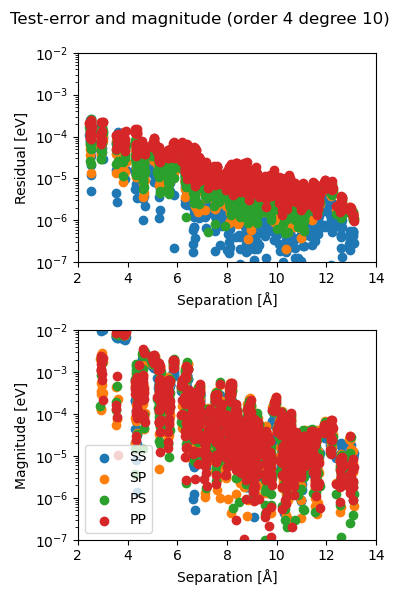 Test-error and magnitude (order 4 degree 10)
10⁻²
10⁻³
10⁻⁴
10⁻⁵
10⁻⁶
10⁻⁷
Residual [eV]
2 4 6 8 10 12 14
Separation [Å]
10⁻²
10⁻³
10⁻⁴
10⁻⁵
10⁻⁶
10⁻⁷
Magnitude [eV]
SS
SP
PS
PP
2 4 6 8 10 12 14
Separation [Å]